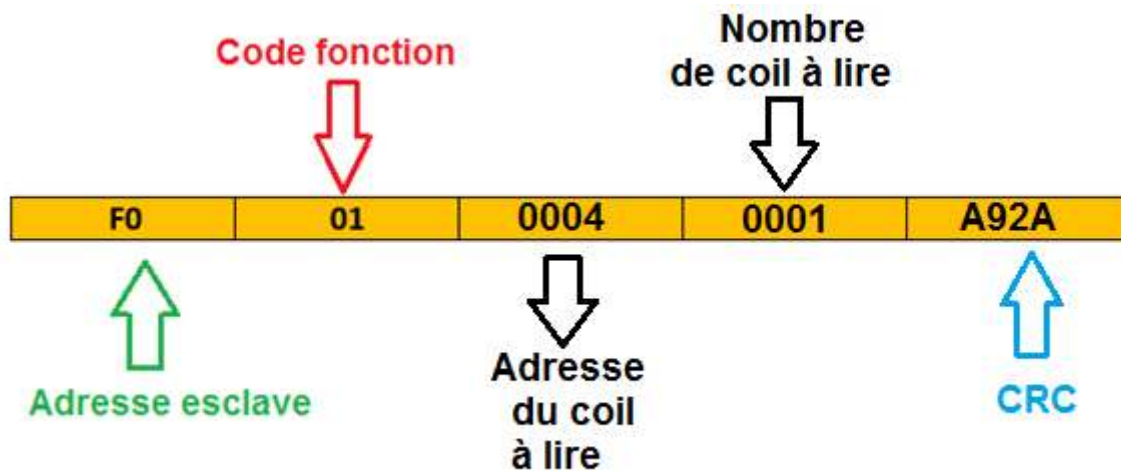 Code fonction
Nombre
de coil à lire
F0 01 0004 0001 A92A
Adresse esclave
Adresse
du coil
à lire
CRC